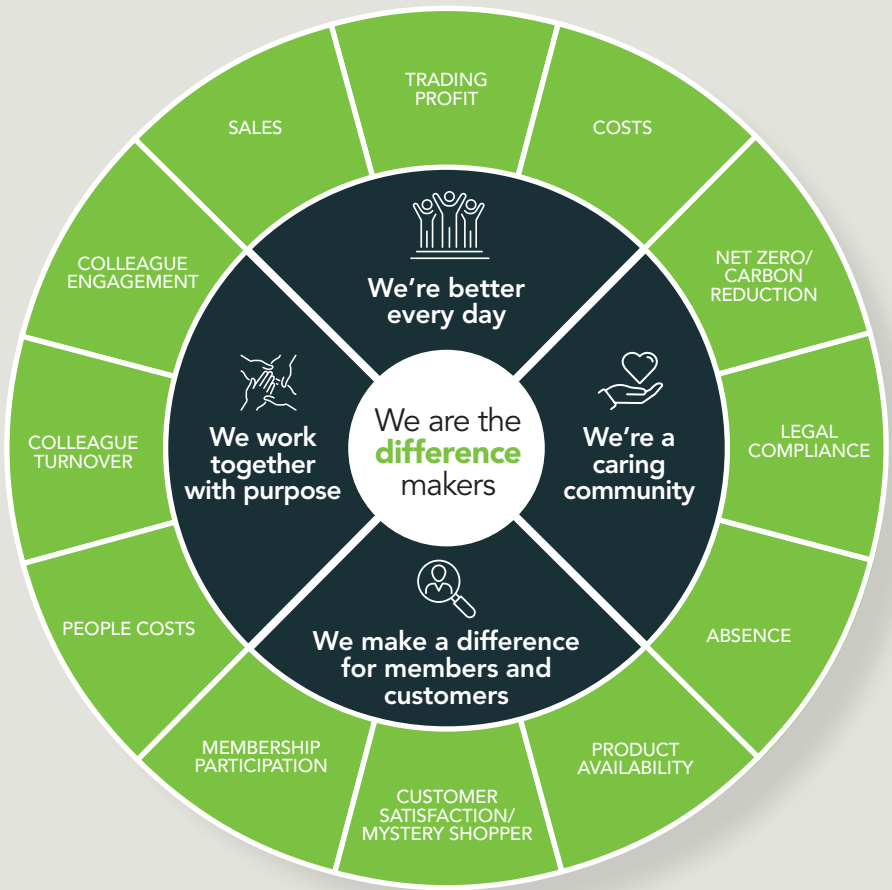 TRADING
PROFIT
COSTS
NET ZERO/
CARBON
REDUCTION
LEGAL
COMPLIANCE
ABSENCE
PRODUCT
AVAILABILITY
CUSTOMER
SATISFACTION/
MYSTERY SHOPPER
MEMBERSHIP
PARTICIPATION
PEOPLE COSTS
COLLEAGUE
TURNOVER
COLLEAGUE
ENGAGEMENT
SALES
We're better
every day
We're a
caring
community
We make a difference
for members and
customers
We work
together
with purpose
We are the
difference
makers